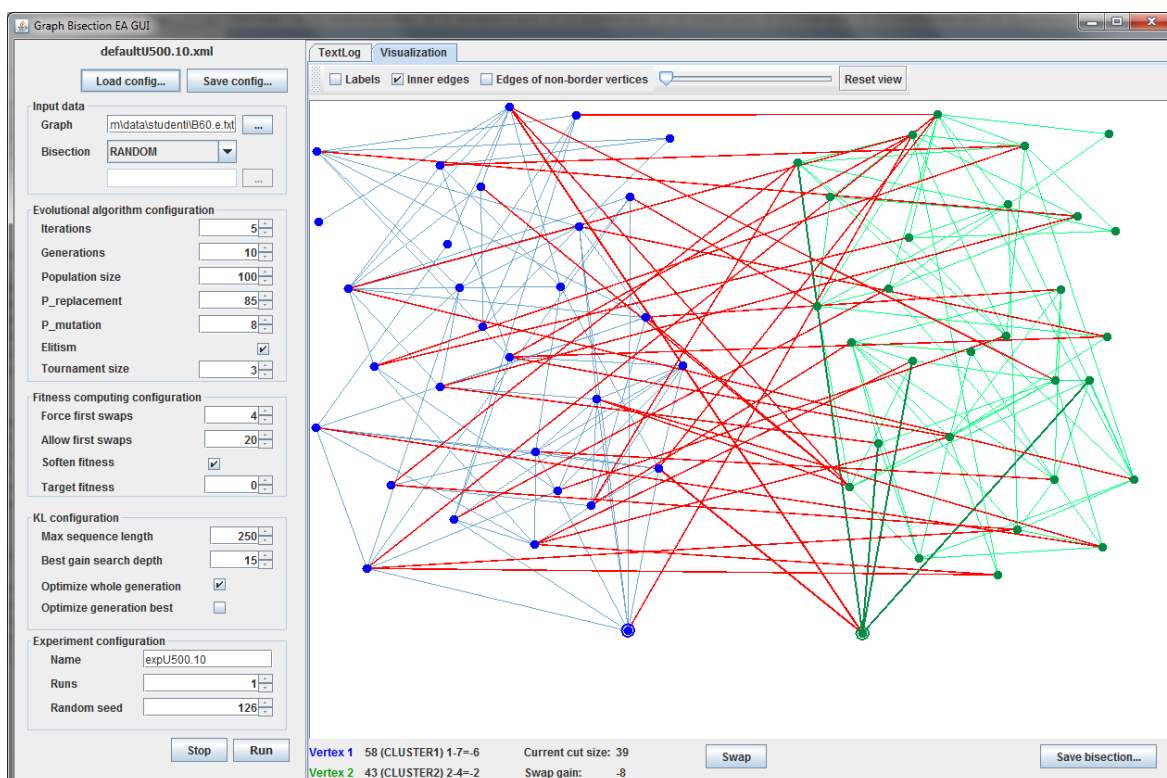 Graph Bisection EA GUI
defaultU500.10.xml
Load config... Save config...
Input data
Graph m\data\studenti\B60.e.txt ...
Bisection RANDOM
...
Evolutional algorithm configuration
Iterations 5
Generations 10
Population size 100
P_replacement 85
P_mutation 8
Elitism
Tournament size 3
Fitness computing configuration
Force first swaps 4
Allow first swaps 20
Soften fitness
Target fitness 0
KL configuration
Max sequence length 250
Best gain search depth 15
Optimize whole generation
Optimize generation best
Experiment configuration
Name expU500.10
Runs 1
Random seed 126
Stop Run
TextLog Visualization
Labels Inner edges Edges of non-border vertices Reset view
Vertex 1 58 (CLUSTER1) 1-7=-6 Current cut size: 39 Swap Save bisection...
Vertex 2 43 (CLUSTER2) 2-4=-2 Swap gain: -8